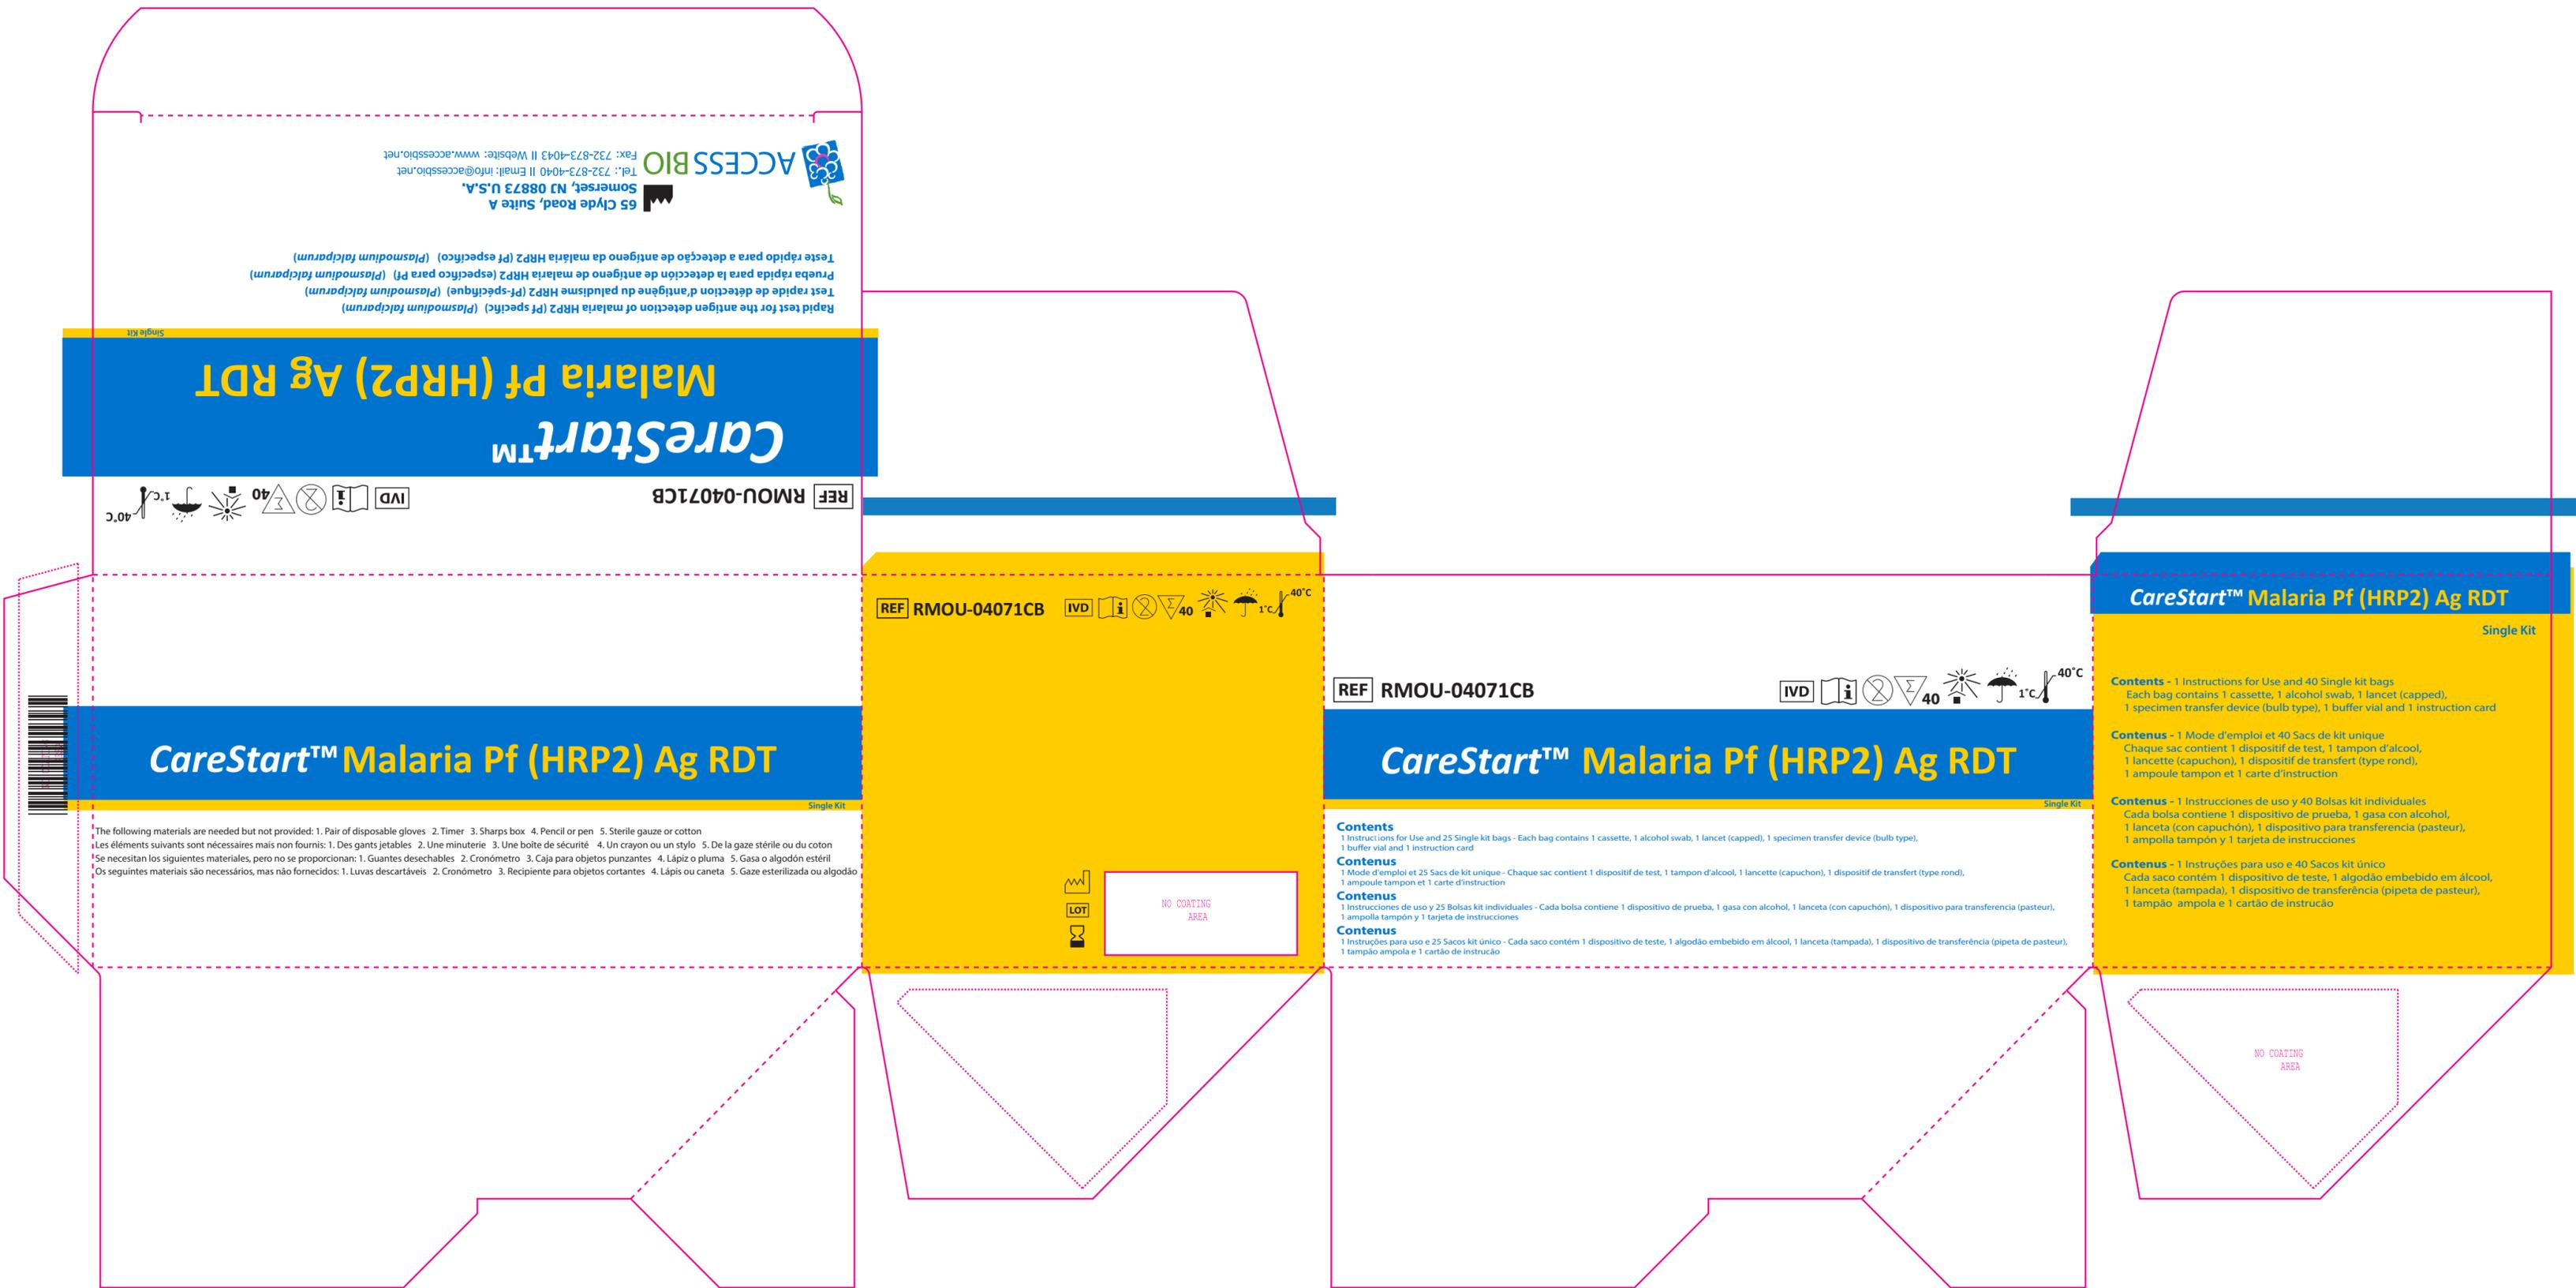 ACCESS BIO
65 Clyde Road, Suite A
Somerset, NJ 08873 U.S.A.
Tel.: 732-873-4040 II Email: info@accessbio.net
Fax: 732-873-4043 II Website: www.accessbio.net
Rapid test for the antigen detection of malaria HRP2 (Pf specific) (Plasmodium falciparum)
Test rapide de détection d'antigène du paludisme HRP2 (Pf-spécifique) (Plasmodium falciparum)
Prueba rápida para la detección de antígeno de malaria HRP2 (específico para Pf) (Plasmodium falciparum)
Teste rápido para a detecção de antígeno da malária HRP2 (Pf específico) (Plasmodium falciparum)
Single Kit
CareStart™
Malaria Pf (HRP2) Ag RDT
REF RMOU-04071CB
IVD i 2 Σ 40 1˚C 40˚C
CareStart™ Malaria Pf (HRP2) Ag RDT
Single Kit
The following materials are needed but not provided: 1. Pair of disposable gloves 2. Timer 3. Sharps box 4. Pencil or pen 5. Sterile gauze or cotton
Les éléments suivants sont nécessaires mais non fournis: 1. Des gants jetables 2. Une minuterie 3. Une boîte de sécurité 4. Un crayon ou un stylo 5. De la gaze stérile ou du coton
Se necesitan los siguientes materiales, pero no se proporcionan: 1. Guantes desechables 2. Cronómetro 3. Caja para objetos punzantes 4. Lápiz o pluma 5. Gasa o algodón estéril
Os seguintes materiais são necessários, mas não fornecidos: 1. Luvas descartáveis 2. Cronómetro 3. Recipiente para objetos cortantes 4. Lápis ou caneta 5. Gaze esterilizada ou algodão
REF RMOU-04071CB IVD i 2 Σ 40 1˚C 40˚C
LOT
NO COATING
AREA
REF RMOU-04071CB IVD i 2 Σ 40 1˚C 40˚C
CareStart™ Malaria Pf (HRP2) Ag RDT
Single Kit
Contents
1 Instructions for Use and 25 Single kit bags - Each bag contains 1 cassette, 1 alcohol swab, 1 lancet (capped), 1 specimen transfer device (bulb type),
1 buffer vial and 1 instruction card
Contenus
1 Mode d'emploi et 25 Sacs de kit unique - Chaque sac contient 1 dispositif de test, 1 tampon d'alcool, 1 lancette (capuchon), 1 dispositif de transfert (type rond),
1 ampoule tampon et 1 carte d'instruction
Contenus
1 Instrucciones de uso y 25 Bolsas kit individuales - Cada bolsa contiene 1 dispositivo de prueba, 1 gasa con alcohol, 1 lanceta (con capuchón), 1 dispositivo para transferencia (pasteur),
1 ampolla tampón y 1 tarjeta de instrucciones
Contenus
1 Instruções para uso e 25 Sacos kit único - Cada saco contém 1 dispositivo de teste, 1 algodão embebido em álcool, 1 lanceta (tampada), 1 dispositivo de transferência (pipeta de pasteur),
1 tampão ampola e 1 cartão de instrucão
CareStart™ Malaria Pf (HRP2) Ag RDT
Single Kit
Contents - 1 Instructions for Use and 40 Single kit bags
Each bag contains 1 cassette, 1 alcohol swab, 1 lancet (capped),
1 specimen transfer device (bulb type), 1 buffer vial and 1 instruction card
Contenus - 1 Mode d'emploi et 40 Sacs de kit unique
Chaque sac contient 1 dispositif de test, 1 tampon d'alcool,
1 lancette (capuchon), 1 dispositif de transfert (type rond),
1 ampoule tampon et 1 carte d'instruction
Contenus - 1 Instrucciones de uso y 40 Bolsas kit individuales
Cada bolsa contiene 1 dispositivo de prueba, 1 gasa con alcohol,
1 lanceta (con capuchón), 1 dispositivo para transferencia (pasteur),
1 ampolla tampón y 1 tarjeta de instrucciones
Contenus - 1 Instruções para uso e 40 Sacos kit único
Cada saco contém 1 dispositivo de teste, 1 algodão embebido em álcool,
1 lanceta (tampada), 1 dispositivo de transferência (pipeta de pasteur),
1 tampão ampola e 1 cartão de instrucão
NO COATING
AREA